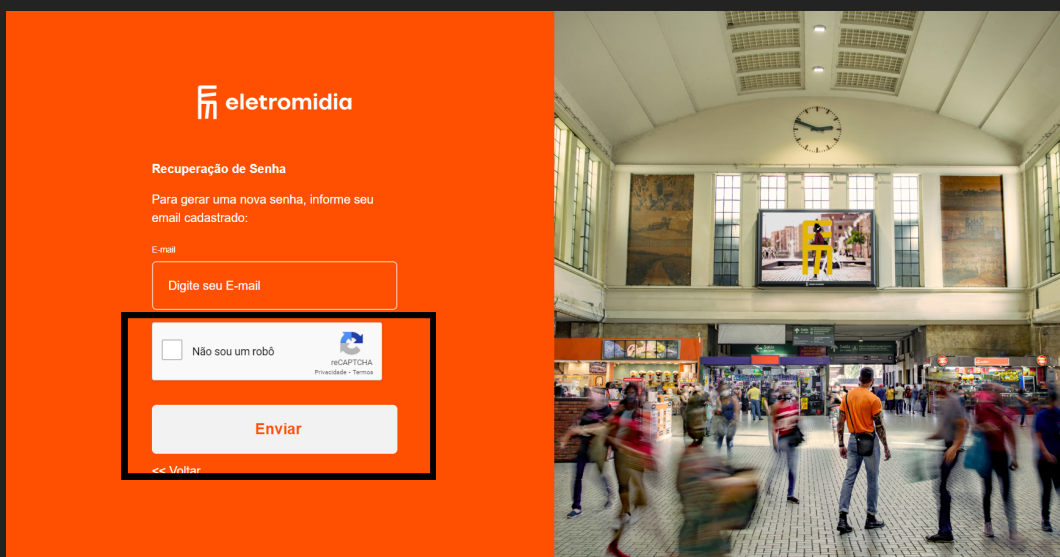 eletromidia
Recuperação de Senha
Para gerar uma nova senha, informe seu
email cadastrado:
E-mail
Digite seu E-mail
Não sou um robô
reCAPTCHA
Privacidade - Termos
Enviar
<< Voltar